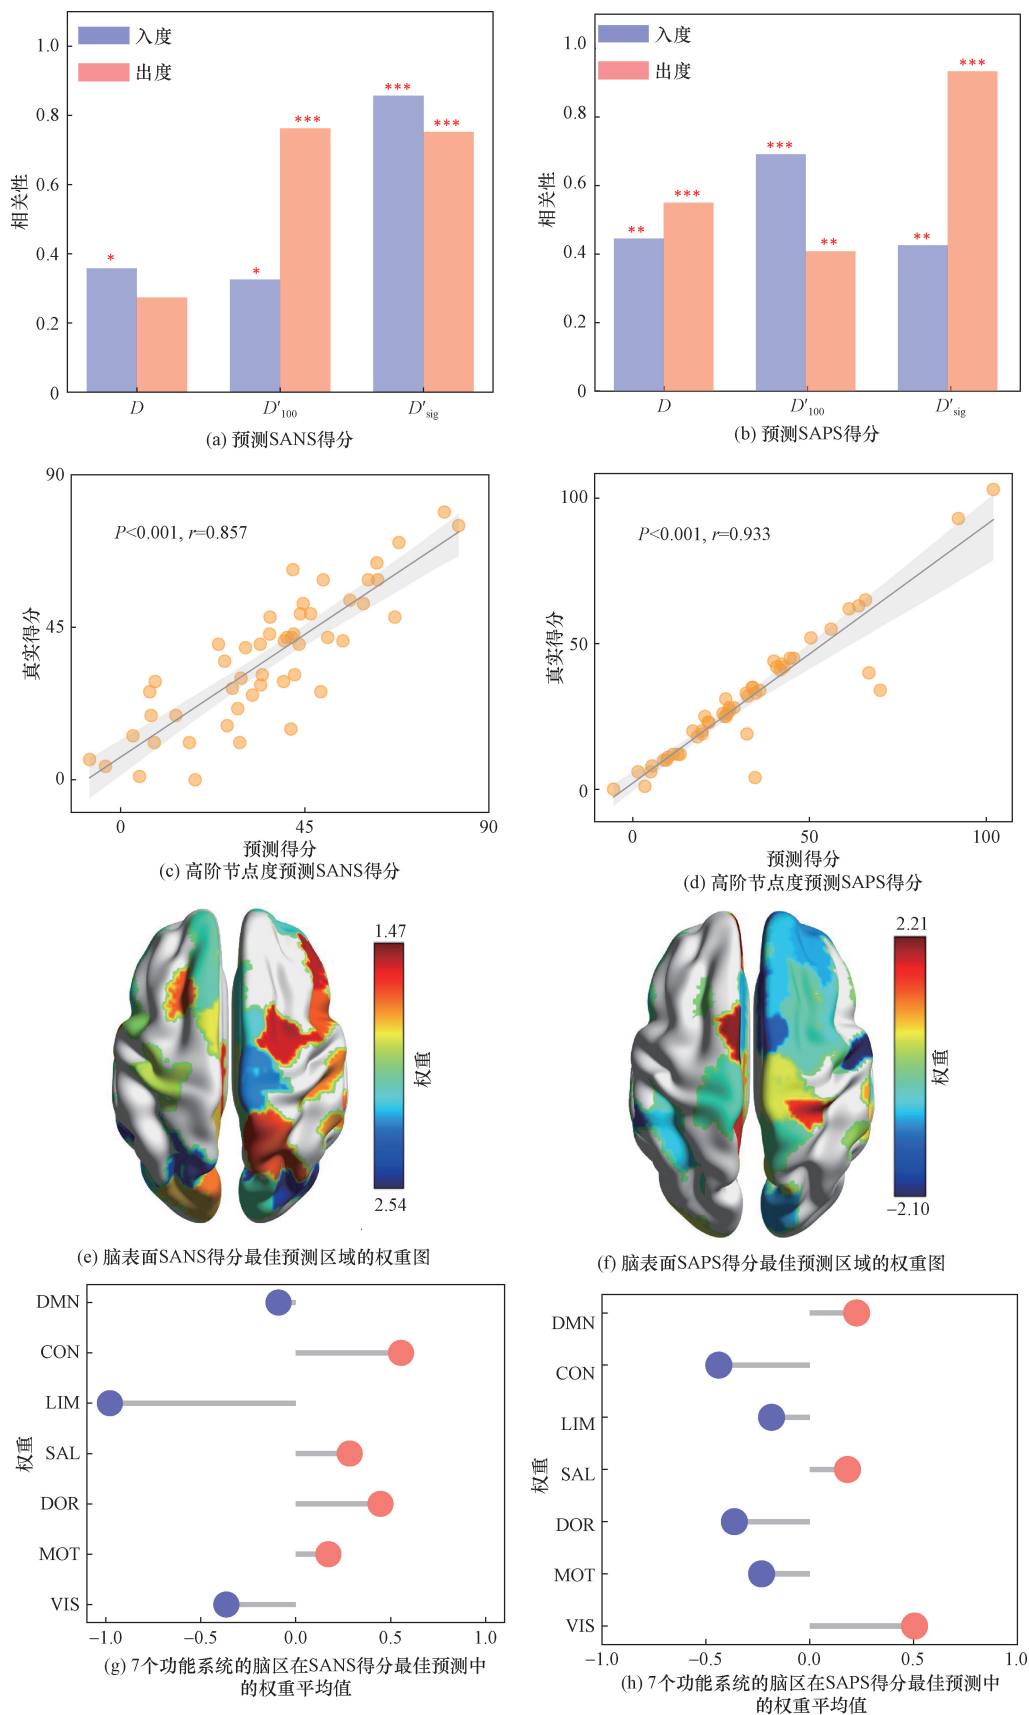 1.0
0.8
0.6
0.4
0.2
0
相关性
入度
出度
*
*
***
***
***
D
D′100
D′sig
(a) 预测SANS得分
1.0
0.8
0.6
0.4
0.2
0
相关性
入度
出度
**
***
***
**
**
***
D
D′100
D′sig
(b) 预测SAPS得分
90
45
0
真实得分
P<0.001, r=0.857
0
45
90
预测得分
(c) 高阶节点度预测SANS得分
100
50
0
真实得分
P<0.001, r=0.933
0
50
100
预测得分
(d) 高阶节点度预测SAPS得分
1.47
权重
2.54
(e) 脑表面SANS得分最佳预测区域的权重图
2.21
权重
−2.10
(f) 脑表面SAPS得分最佳预测区域的权重图
权重
DMN
CON
LIM
SAL
DOR
MOT
VIS
−1.0
−0.5
0.0
0.5
1.0
(g) 7个功能系统的脑区在SANS得分最佳预测中
的权重平均值
权重
DMN
CON
LIM
SAL
DOR
MOT
VIS
−1.0
−0.5
0.0
0.5
1.0
(h) 7个功能系统的脑区在SAPS得分最佳预测中
的权重平均值